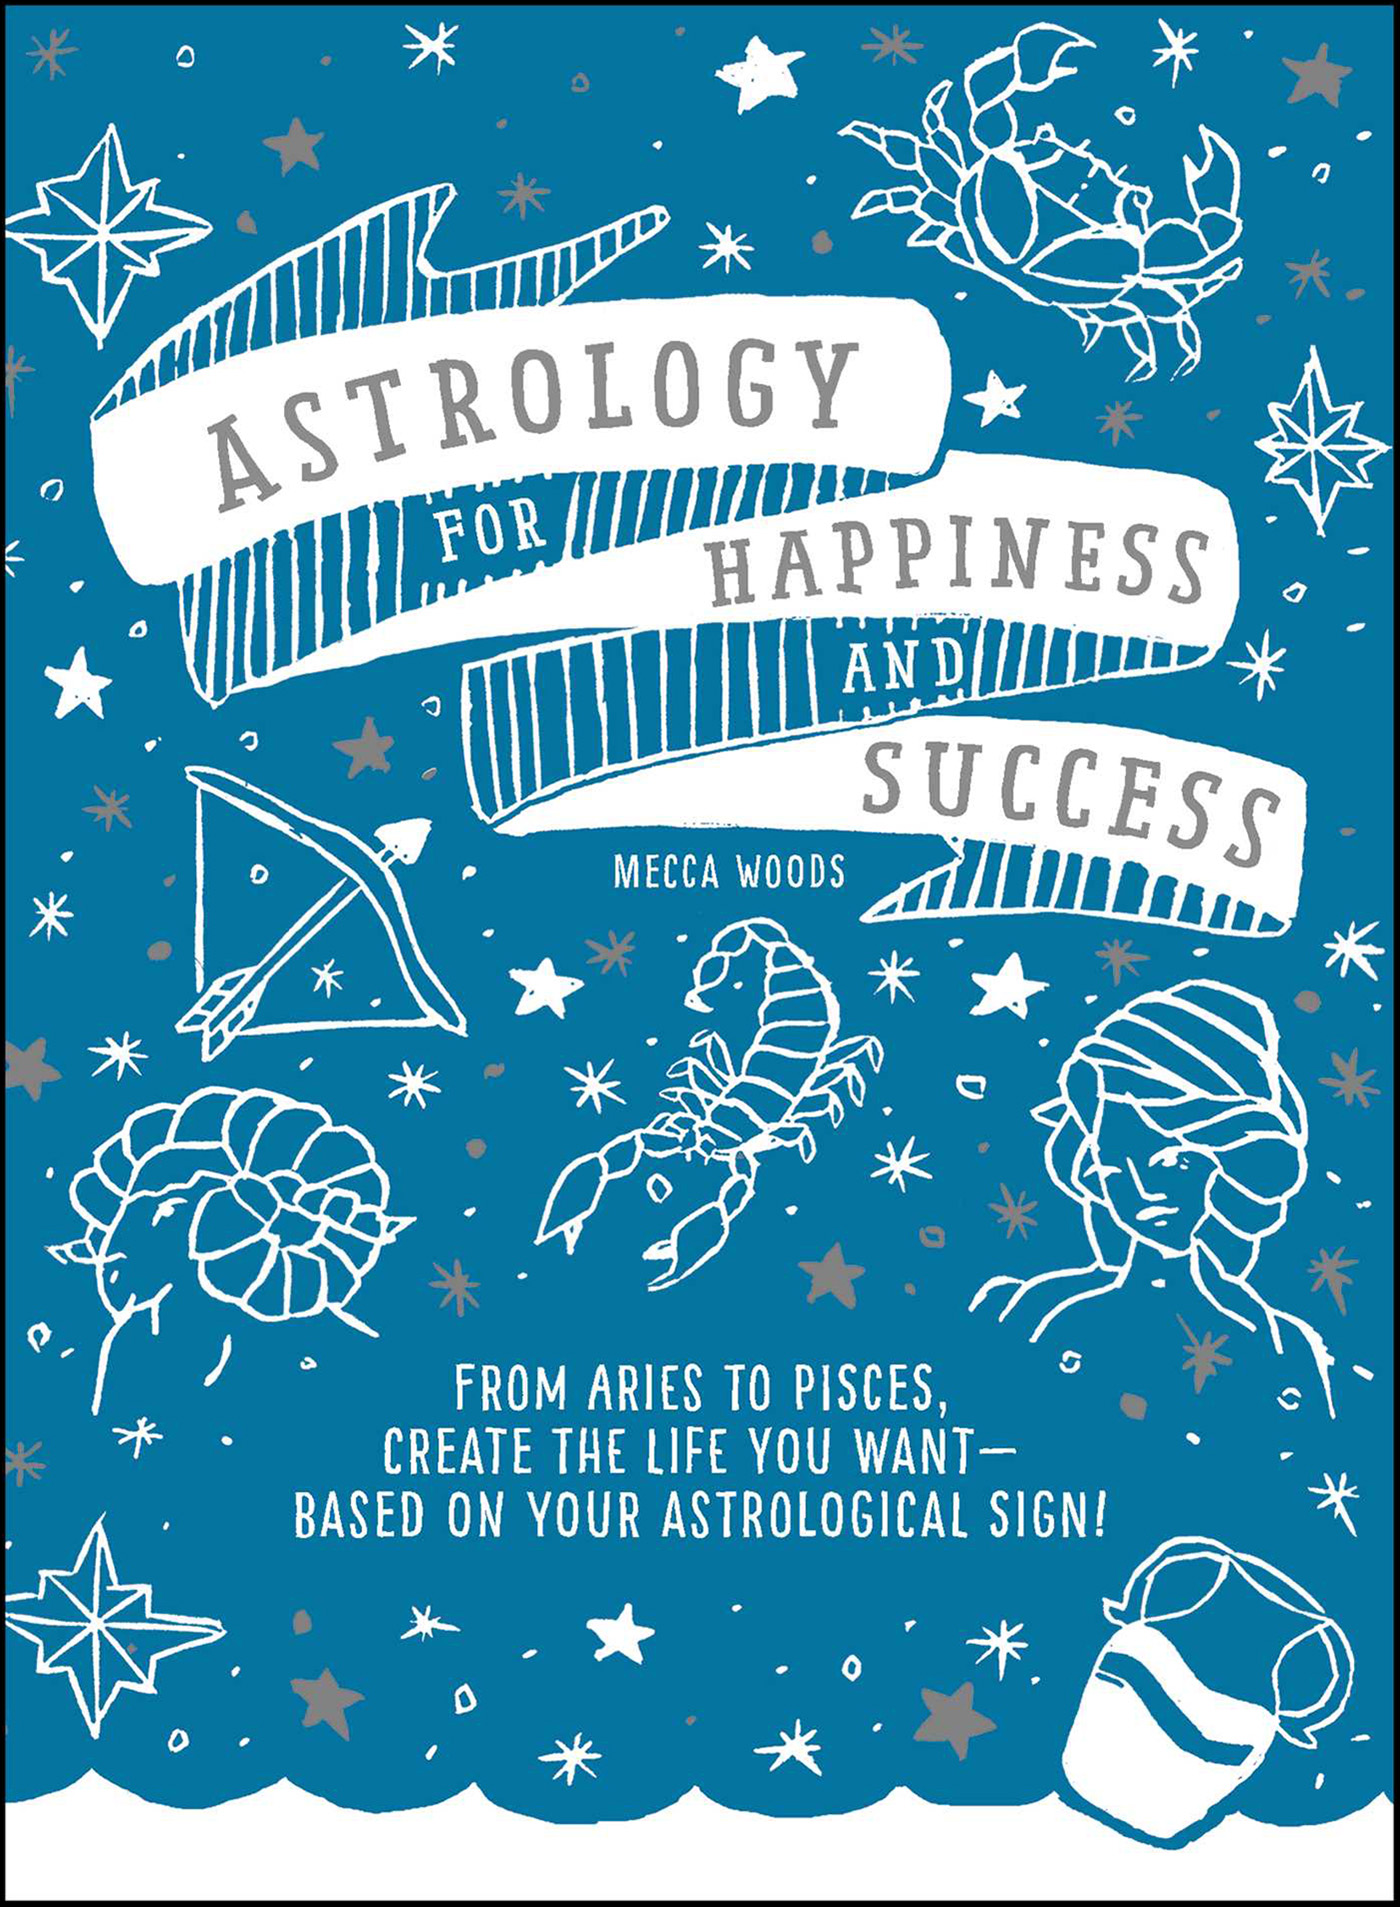 ASTROLOGY
FOR
HAPPINESS
AND
SUCCESS
MECCA WOODS
FROM ARIES TO PISCES,
CREATE THE LIFE YOU WANT—
BASED ON YOUR ASTROLOGICAL SIGN!